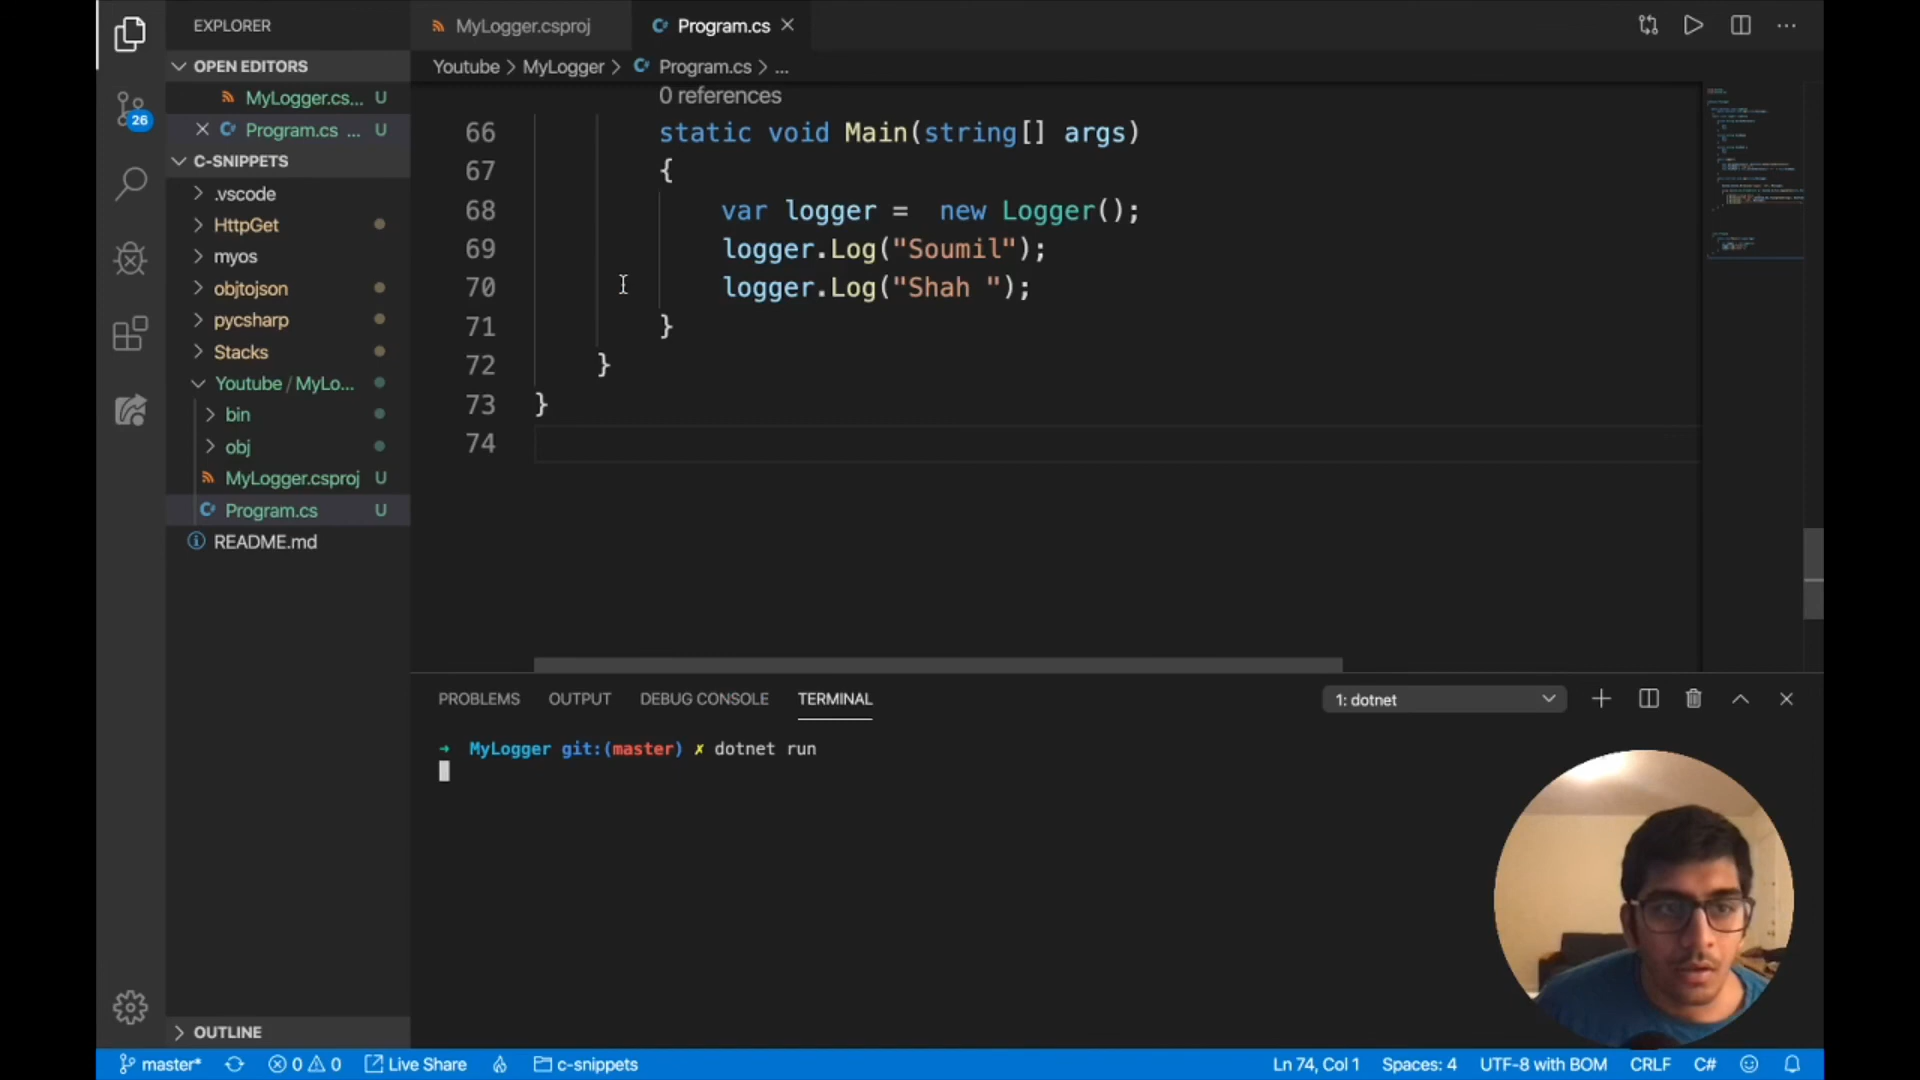 EXPLORER
OPEN EDITORS
MyLogger.cs... U
Program.cs ... U
C-SNIPPETS
.vscode
HttpGet
myos
objtojson
pycsharp
Stacks
Youtube / MyLo...
bin
obj
MyLogger.csproj U
Program.cs U
README.md
OUTLINE
26
MyLogger.csproj
Program.cs
Youtube > MyLogger > Program.cs > ...
0 references
66 static void Main(string[] args)
67 {
68 var logger =  new Logger();
69 logger.Log("Soumil");
70 logger.Log("Shah ");
71 }
72 }
73 }
74
PROBLEMS OUTPUT DEBUG CONSOLE TERMINAL
1: dotnet
→ MyLogger git:(master) ✗ dotnet run
master* 0 0 Live Share c-snippets Ln 74, Col 1 Spaces: 4 UTF-8 with BOM CRLF C#